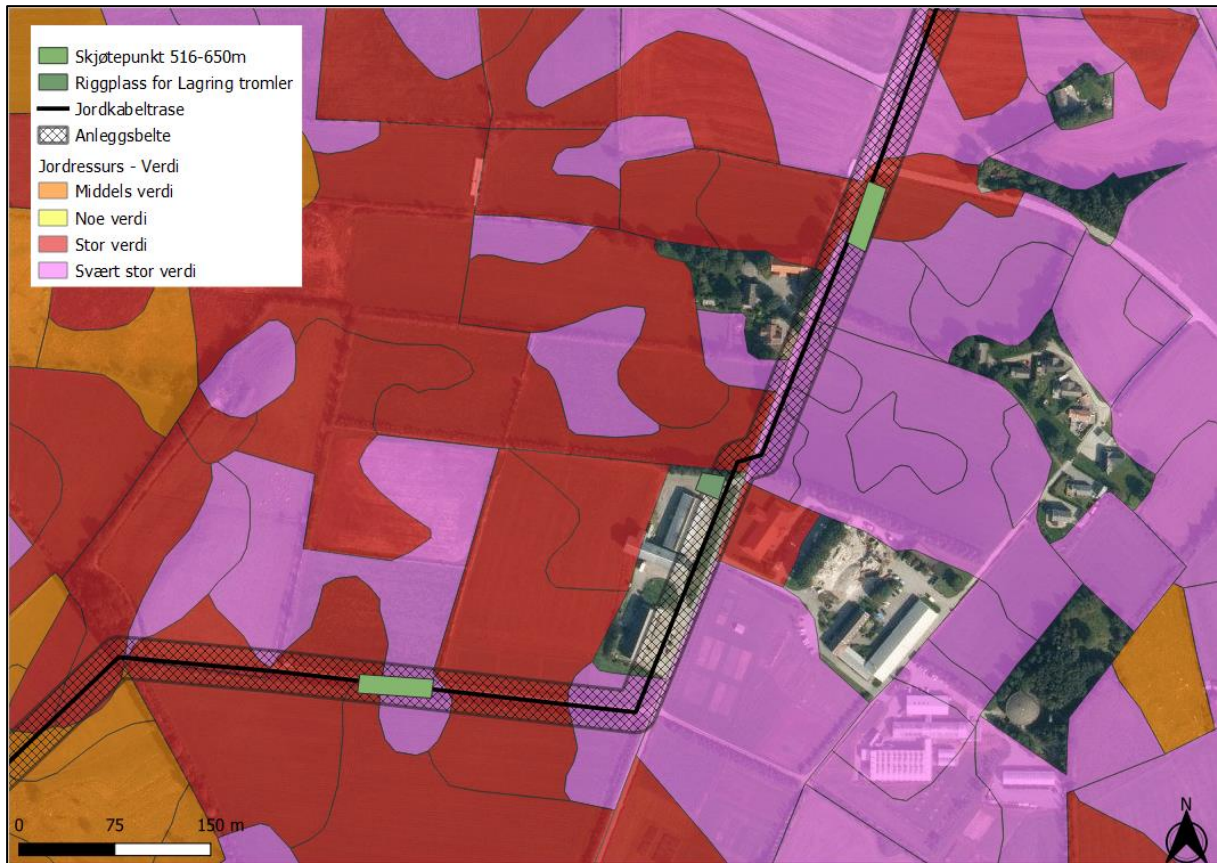 Skjøtepunkt 516-650m
Riggplass for Lagring tromler
Jordkabeltrase
Anleggsbelte
Jordressurs - Verdi
Middels verdi
Noe verdi
Stor verdi
Svært stor verdi
0 75 150 m
N